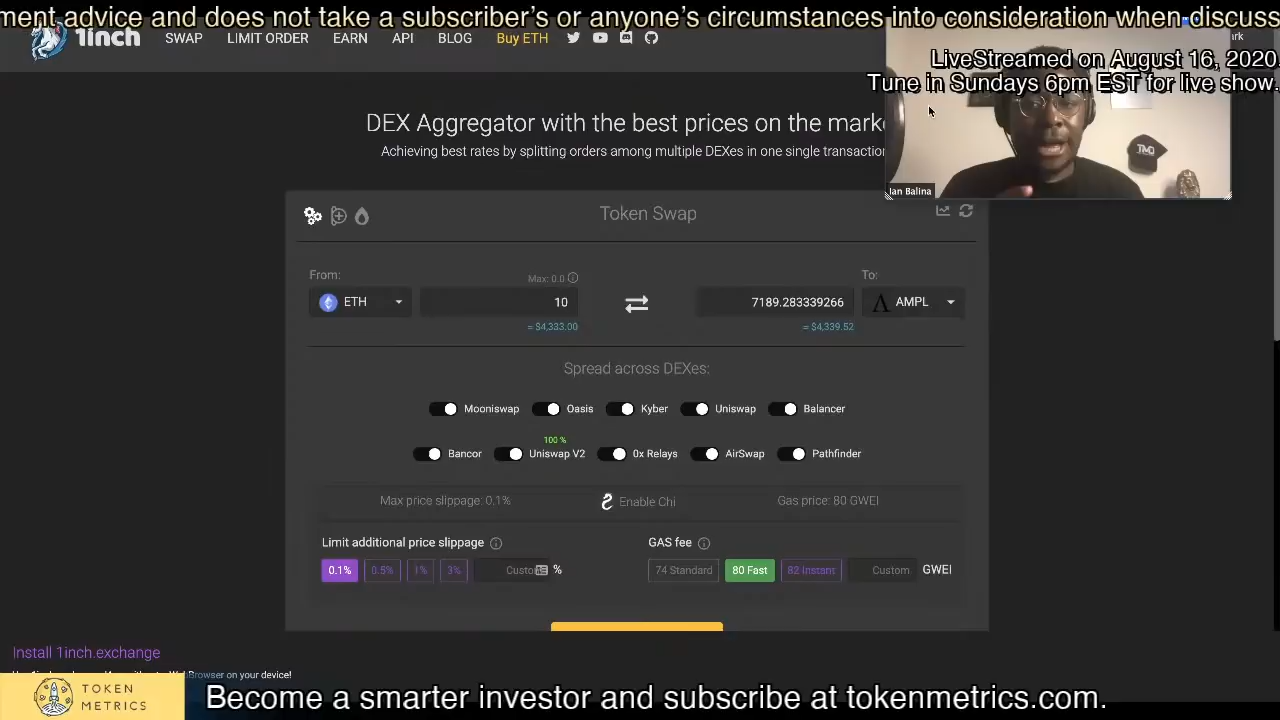 ment advice and does not take a subscriber's or anyone's circumstances into consideration when discuss
1inch SWAP LIMIT ORDER EARN API BLOG Buy ETH
LiveStreamed on August 16, 2020.
Tune in Sundays 6pm EST for live show.
DEX Aggregator with the best prices on the marke
Achieving best rates by splitting orders among multiple DEXes in one single transaction
Ian Balina
Token Swap
From: Max: 0.0 To:
ETH 10 7189.283339266 AMPL
≈ $4,333.00 ≈ $4,339.52
Spread across DEXes:
Mooniswap Oasis Kyber Uniswap Balancer
100 %
Bancor Uniswap V2 0x Relays AirSwap Pathfinder
Max price slippage: 0.1% Enable Chi Gas price: 80 GWEI
Limit additional price slippage GAS fee
0.1% 0.5% 1% 3% Custo % 74 Standard 80 Fast 82 Instant Custom GWEI
Install 1inch.exchange
Browser on your device!
TOKEN METRICS
Become a smarter investor and subscribe at tokenmetrics.com.